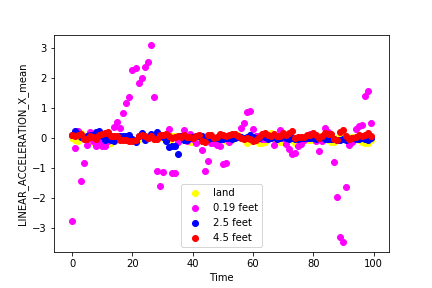 3
2
1
0
−1
−2
−3
LINEAR_ACCELERATION_X_mean
land
0.19 feet
2.5 feet
4.5 feet
0 20 40 60 80 100
Time